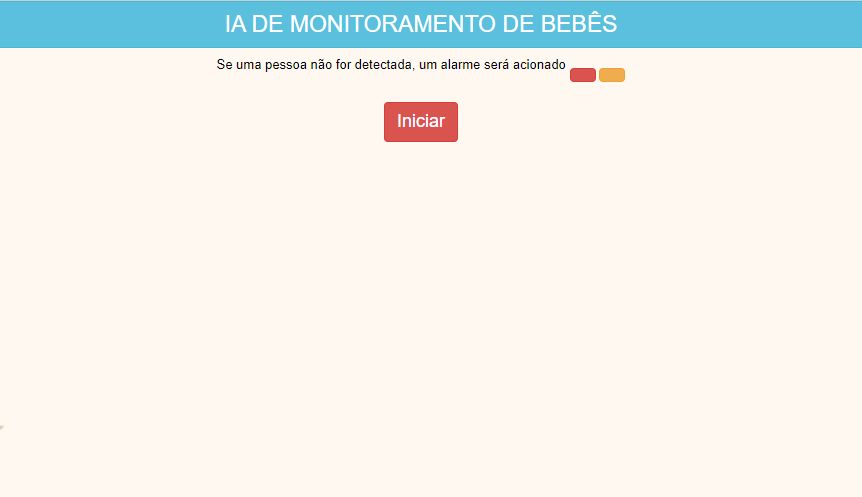 IA DE MONITORAMENTO DE BEBÊS
Se uma pessoa não for detectada, um alarme será acionado
Iniciar